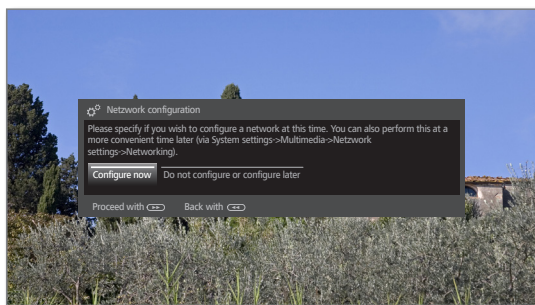 Netzwork configuration
Please specify if you wish to configure a network at this time. You can also perform this at a
more convenient time later (via System settings->Multimedia->Netzwork
settings->Networking).
Configure now Do not configure or configure later
Proceed with Back with